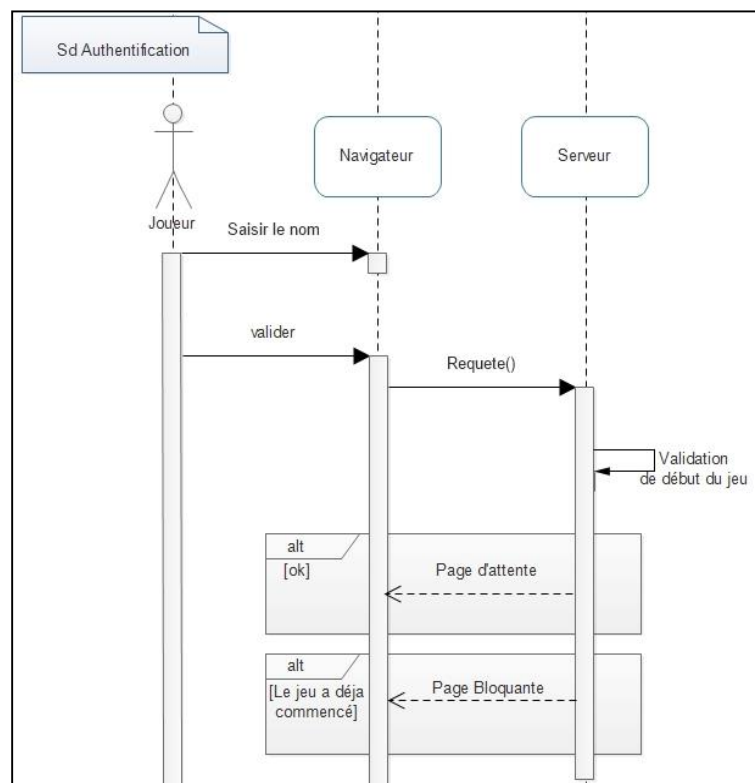 Sd Authentification
Navigateur
Serveur
Joueur
Saisir le nom
valider
Requete()
Validation
de début du jeu
alt
[ok]
Page d'attente
alt
[Le jeu a déja
commencé]
Page Bloquante